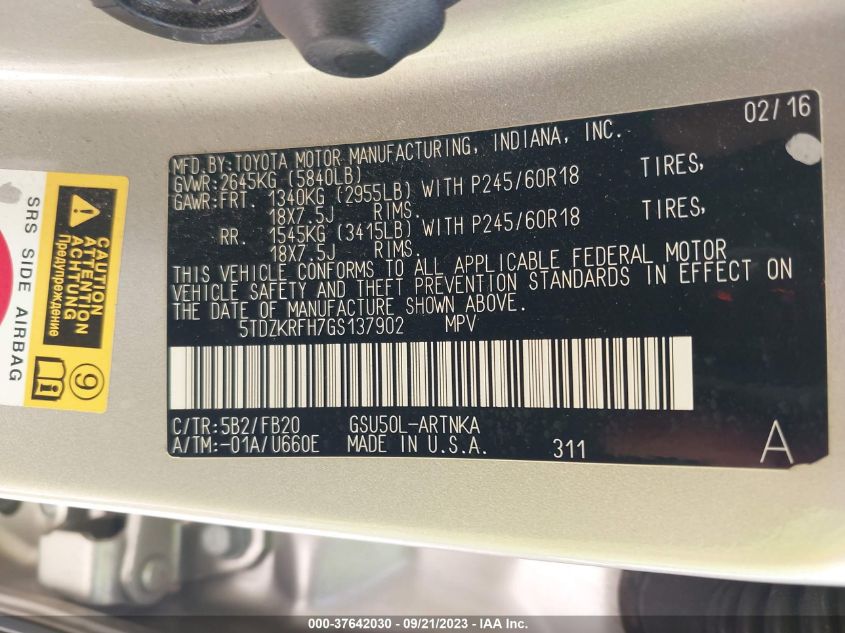 02/16
MFD.BY:TOYOTA MOTOR MANUFACTURING, INDIANA, INC.
GVWR:2645KG (5840LB)
GAWR:FRT. 1340KG (2955LB) WITH P245/60R18 TIRES,
18X7.5J RIMS.
RR. 1545KG (3415LB) WITH P245/60R18 TIRES,
18X7.5J RIMS.
THIS VEHICLE CONFORMS TO ALL APPLICABLE FEDERAL MOTOR
VEHICLE SAFETY AND THEFT PREVENTION STANDARDS IN EFFECT ON
THE DATE OF MANUFACTURE SHOWN ABOVE.
5TDZKRFH7GS137902 MPV
C/TR:5B2/FB20 GSU50L-ARTNKA
A/TM:-01A/U660E MADE IN U.S.A. 311 A
CAUTION
ATTENTION
ACHTUNG
Предупреждение
9
SRS SIDE AIRBAG
000-37642030 - 09/21/2023 - IAA Inc.